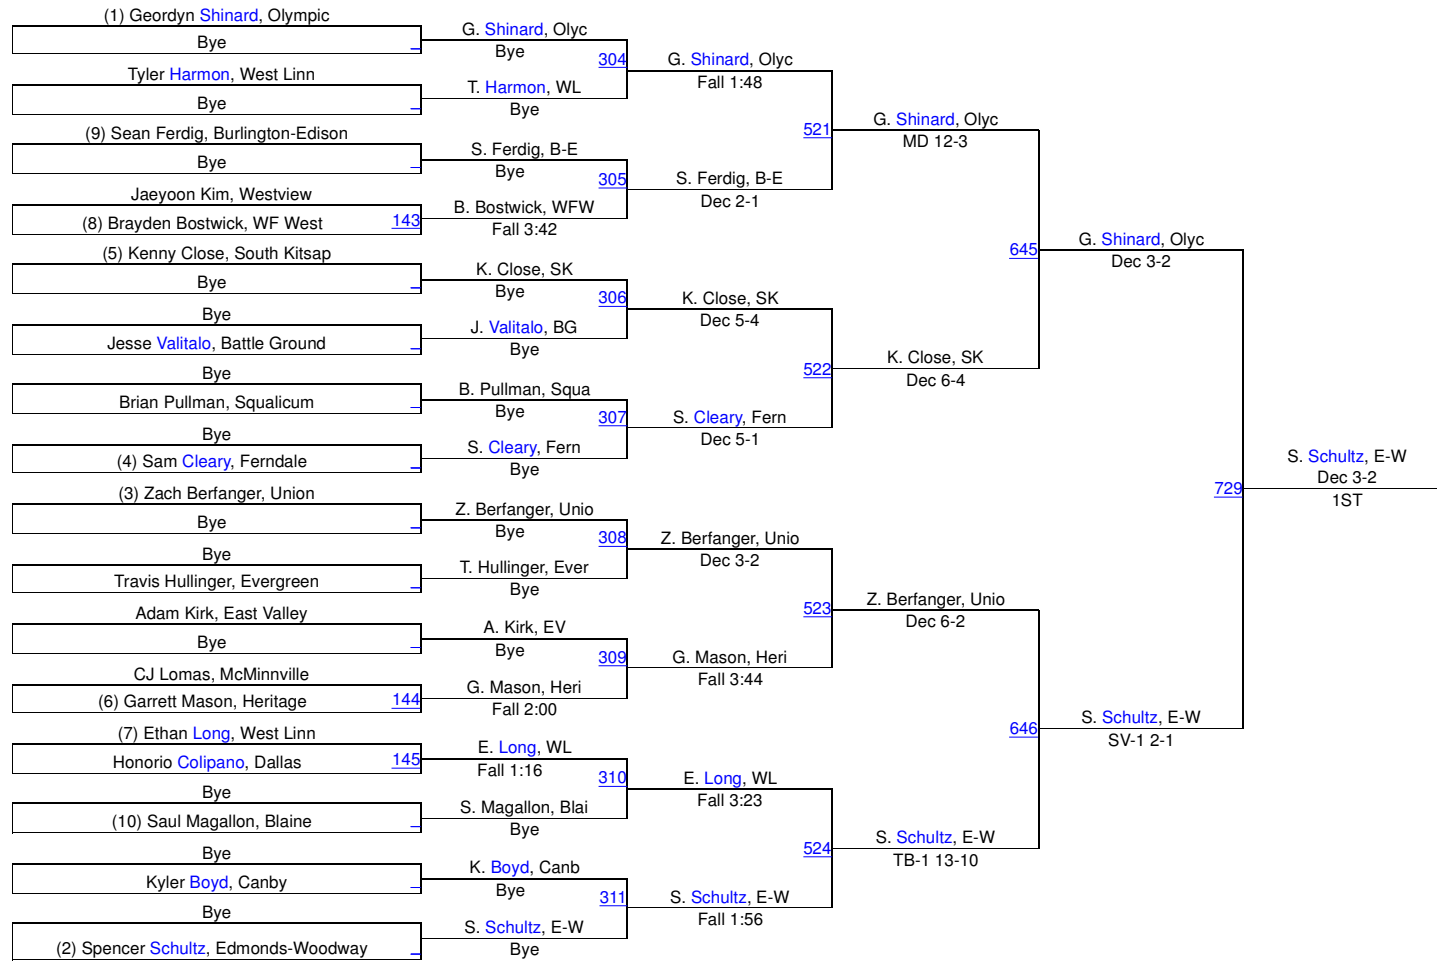 (1) Geordyn Shinard, Olympic
Bye
Tyler Harmon, West Linn
Bye
(9) Sean Ferdig, Burlington-Edison
Bye
Jaeyoon Kim, Westview
(8) Brayden Bostwick, WF West
143
(5) Kenny Close, South Kitsap
Bye
Bye
Jesse Valitalo, Battle Ground
Bye
Brian Pullman, Squalicum
Bye
(4) Sam Cleary, Ferndale
(3) Zach Berfanger, Union
Bye
Bye
Travis Hullinger, Evergreen
Adam Kirk, East Valley
Bye
CJ Lomas, McMinnville
(6) Garrett Mason, Heritage
144
(7) Ethan Long, West Linn
Honorio Colipano, Dallas
145
Bye
(10) Saul Magallon, Blaine
Bye
Kyler Boyd, Canby
Bye
(2) Spencer Schultz, Edmonds-Woodway
G. Shinard, Olyc
Bye
304
T. Harmon, WL
Bye
S. Ferdig, B-E
Bye
305
B. Bostwick, WFW
Fall 3:42
K. Close, SK
Bye
306
J. Valitalo, BG
Bye
B. Pullman, Squa
Bye
307
S. Cleary, Fern
Bye
Z. Berfanger, Unio
Bye
308
T. Hullinger, Ever
Bye
A. Kirk, EV
Bye
309
G. Mason, Heri
Fall 2:00
E. Long, WL
Fall 1:16
310
S. Magallon, Blai
Bye
K. Boyd, Canb
Bye
311
S. Schultz, E-W
Bye
G. Shinard, Olyc
Fall 1:48
521
S. Ferdig, B-E
Dec 2-1
K. Close, SK
Dec 5-4
522
S. Cleary, Fern
Dec 5-1
Z. Berfanger, Unio
Dec 3-2
523
G. Mason, Heri
Fall 3:44
E. Long, WL
Fall 3:23
524
S. Schultz, E-W
Fall 1:56
G. Shinard, Olyc
MD 12-3
645
K. Close, SK
Dec 6-4
Z. Berfanger, Unio
Dec 6-2
646
S. Schultz, E-W
TB-1 13-10
G. Shinard, Olyc
Dec 3-2
729
S. Schultz, E-W
SV-1 2-1
S. Schultz, E-W
Dec 3-2
1ST